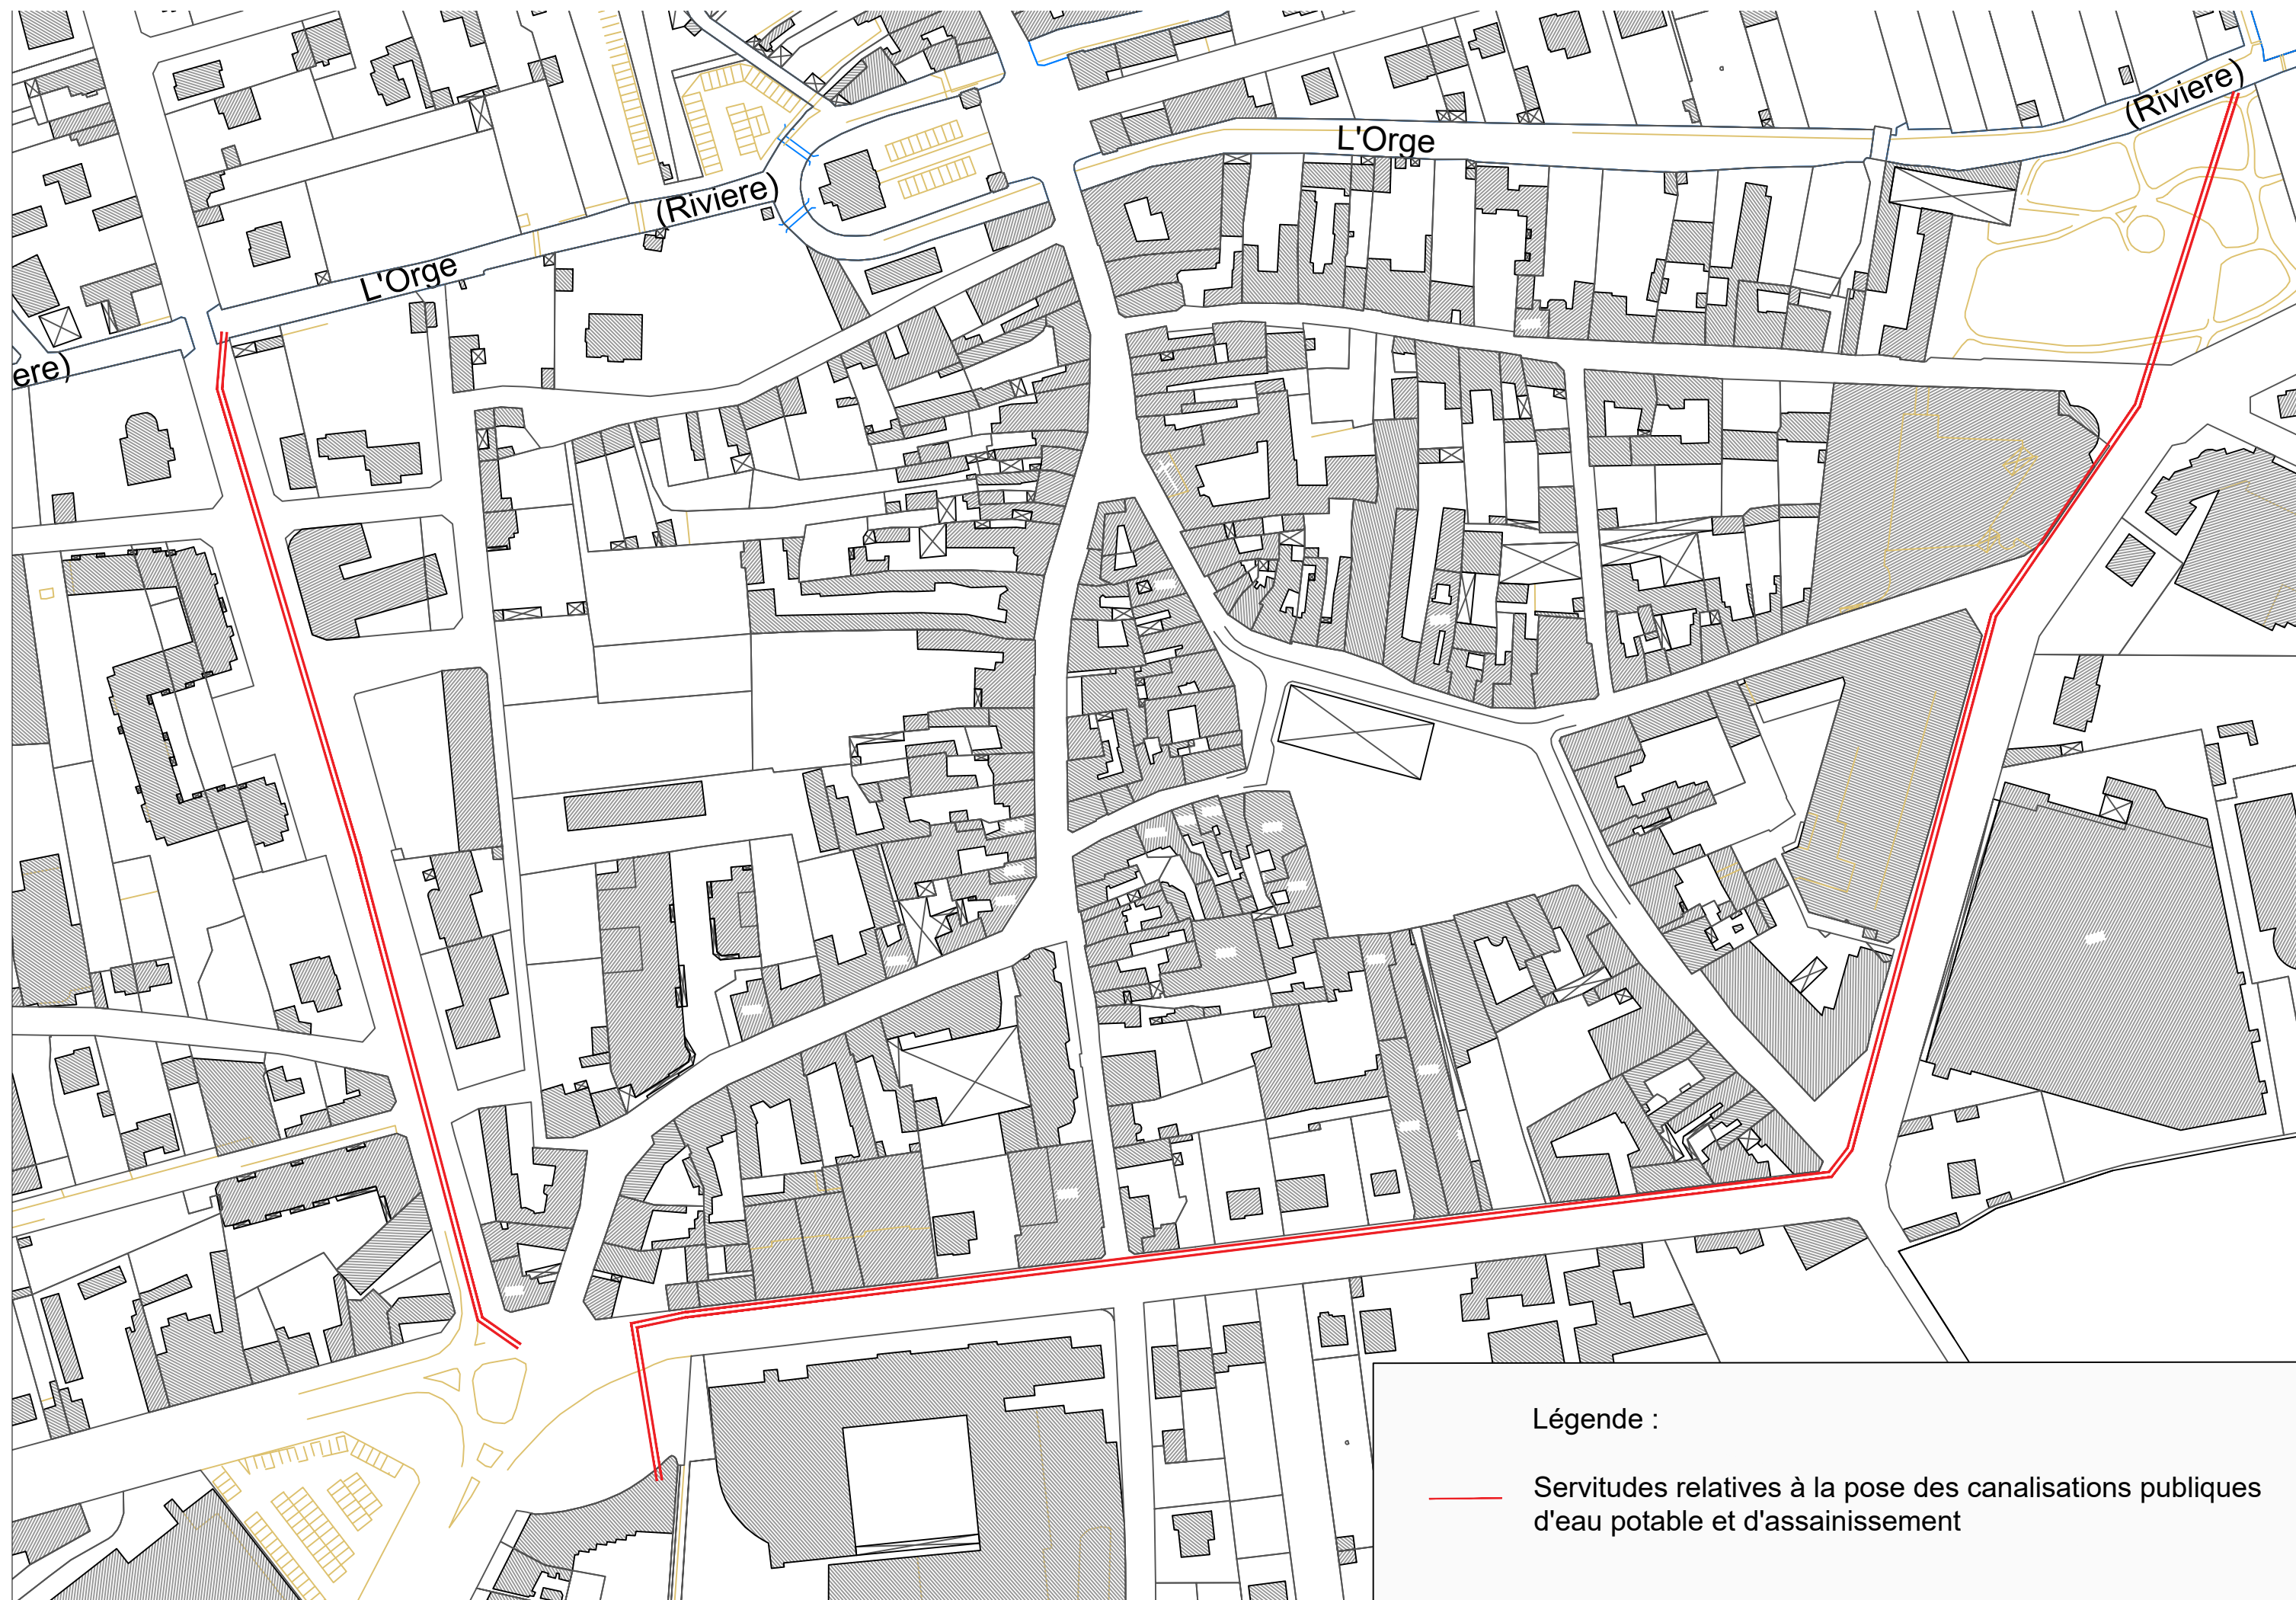 (Riviere)
L'Orge
(Riviere)
L'Orge
ere)
Légende :
Servitudes relatives à la pose des canalisations publiques
d'eau potable et d'assainissement